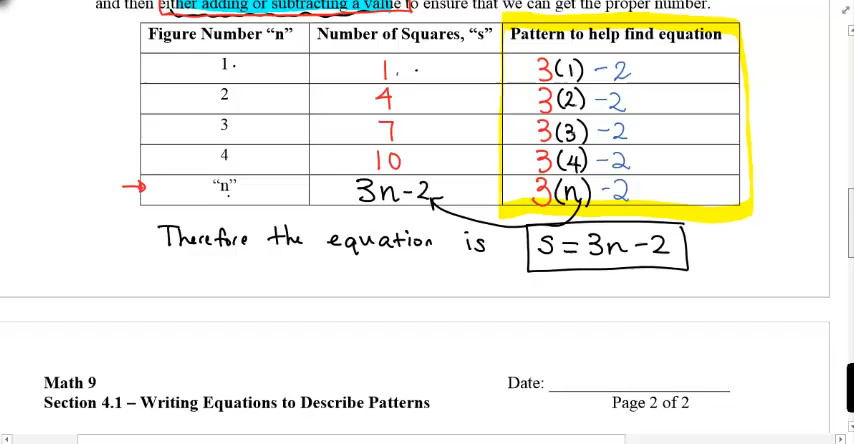 and then either adding or subtracting a value to ensure that we can get the proper number.
Figure Number “n” Number of Squares, “s” Pattern to help find equation
1 1 3(1) -2
2 4 3(2) -2
3 7 3(3) -2
4 10 3(4) -2
“n” 3n-2 3(n) -2
Therefore the equation is S = 3n - 2
Math 9 Date:
Section 4.1 – Writing Equations to Describe Patterns Page 2 of 2